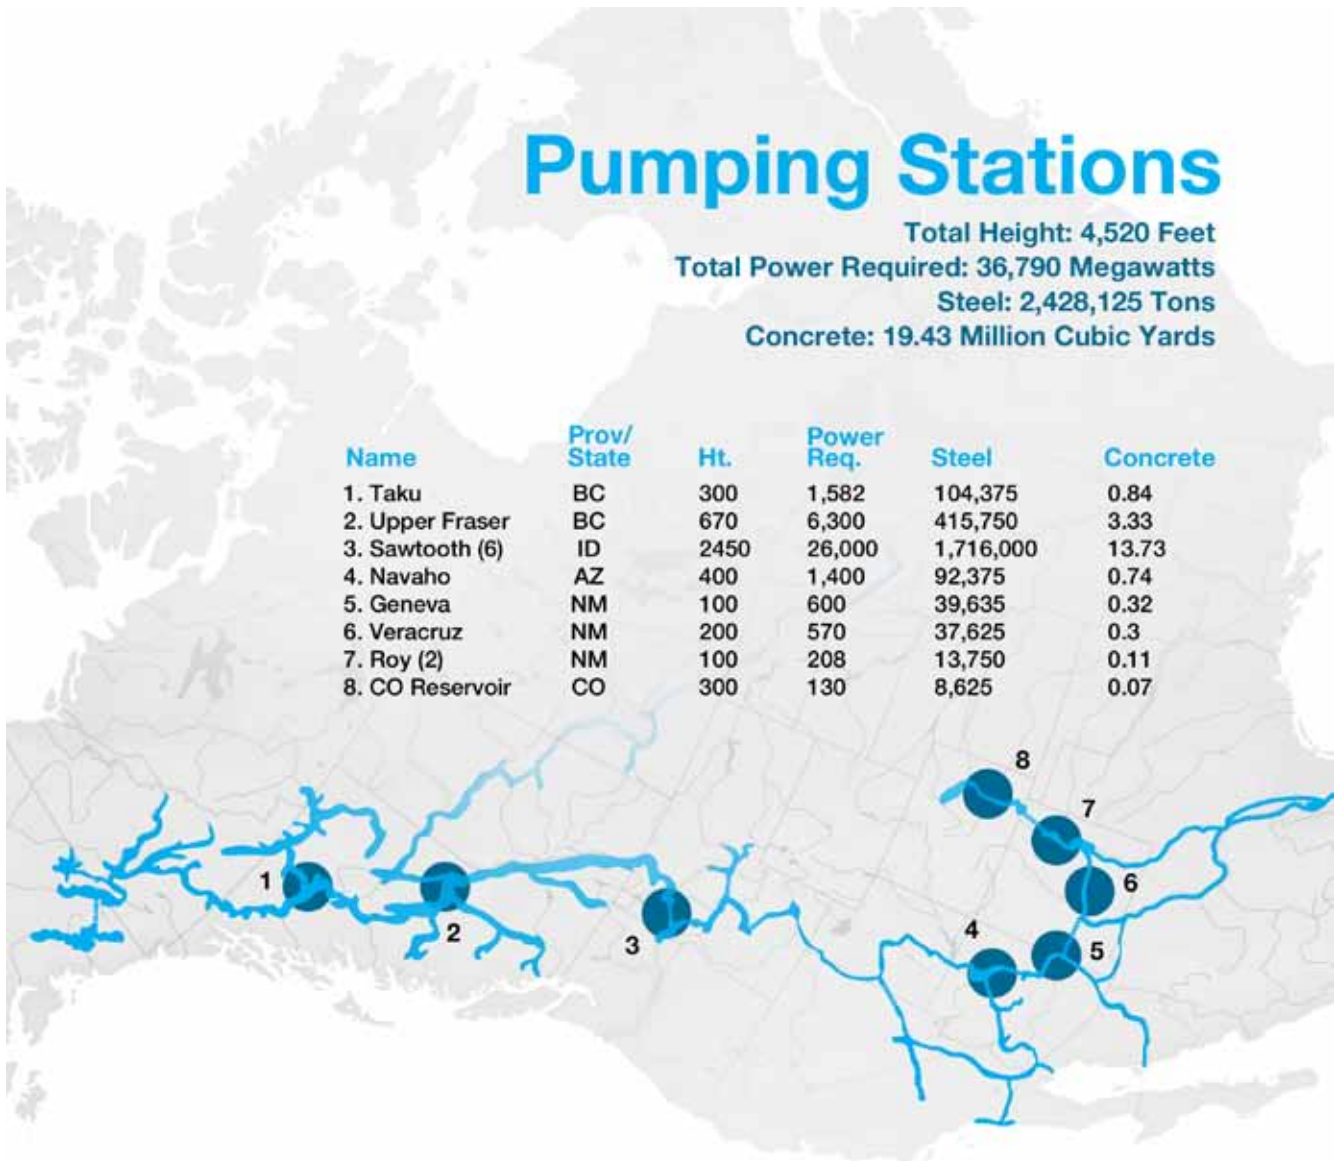 Pumping Stations
Total Height: 4,520 Feet
Total Power Required: 36,790 Megawatts
Steel: 2,428,125 Tons
Concrete: 19.43 Million Cubic Yards
Name Prov/ State Ht. Power Req. Steel Concrete
1. Taku BC 300 1,582 104,375 0.84
2. Upper Fraser BC 670 6,300 415,750 3.33
3. Sawtooth (6) ID 2450 26,000 1,716,000 13.73
4. Navaho AZ 400 1,400 92,375 0.74
5. Geneva NM 100 600 39,635 0.32
6. Veracruz NM 200 570 37,625 0.3
7. Roy (2) NM 100 208 13,750 0.11
8. CO Reservoir CO 300 130 8,625 0.07
8
7
1
6
2
3
4
5